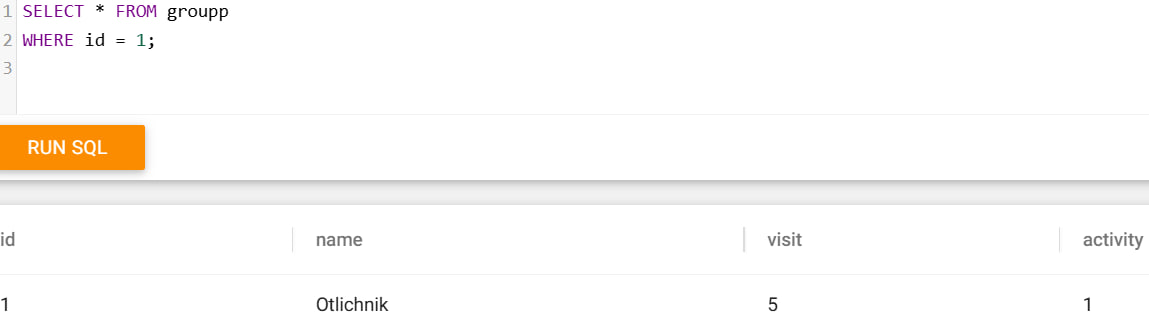 1 SELECT * FROM groupp
2 WHERE id = 1;
3
RUN SQL
id name visit activity
1 Otlichnik 5 1